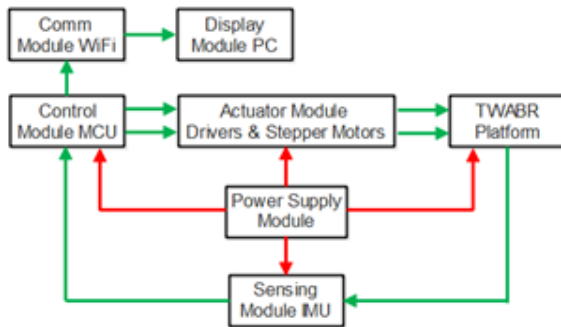 Comm
Module WiFi
Display
Module PC
Control
Module MCU
Actuator Module
Drivers & Stepper Motors
TWABR
Platform
Power Supply
Module
Sensing
Module IMU